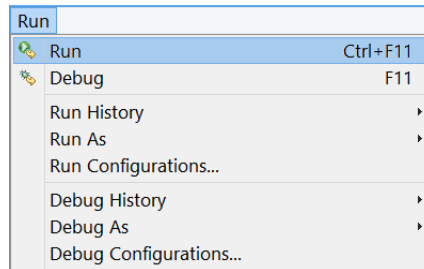 Run
Run Ctrl+F11
Debug F11
Run History
Run As
Run Configurations...
Debug History
Debug As
Debug Configurations...